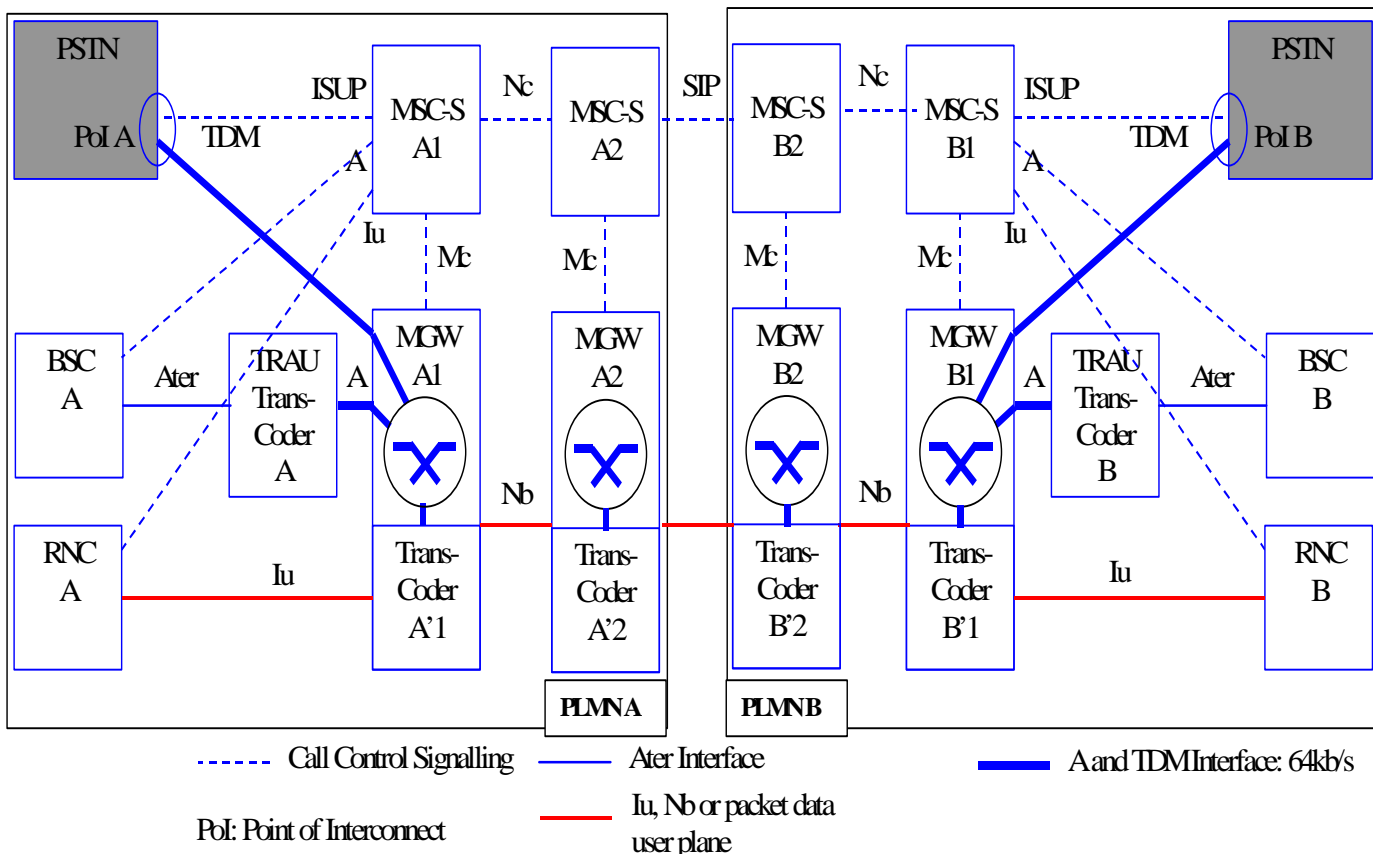 PSTN
PoI A
ISUP
TDM
A
Iu
MSC-S
A1
Nc
MSC-S
A2
SIP
MSC-S
B2
Nc
MSC-S
B1
ISUP
TDM
A
Iu
PSTN
PoI B
Mc
Mc
Mc
Mc
BSC
A
Ater
TRAU
Trans-
Coder
A
A
MGW
A1
MGW
A2
MGW
B2
MGW
B1
A
TRAU
Trans-
Coder
B
Ater
BSC
B
Nb
Nb
RNC
A
Iu
Trans-
Coder
A'1
Trans-
Coder
A'2
Trans-
Coder
B'2
Trans-
Coder
B'1
Iu
RNC
B
PLMN A
PLMN B
Call Control Signalling
Ater Interface
A and TDM Interface: 64kb/s
PoI: Point of Interconnect
Iu, Nb or packet data
user plane